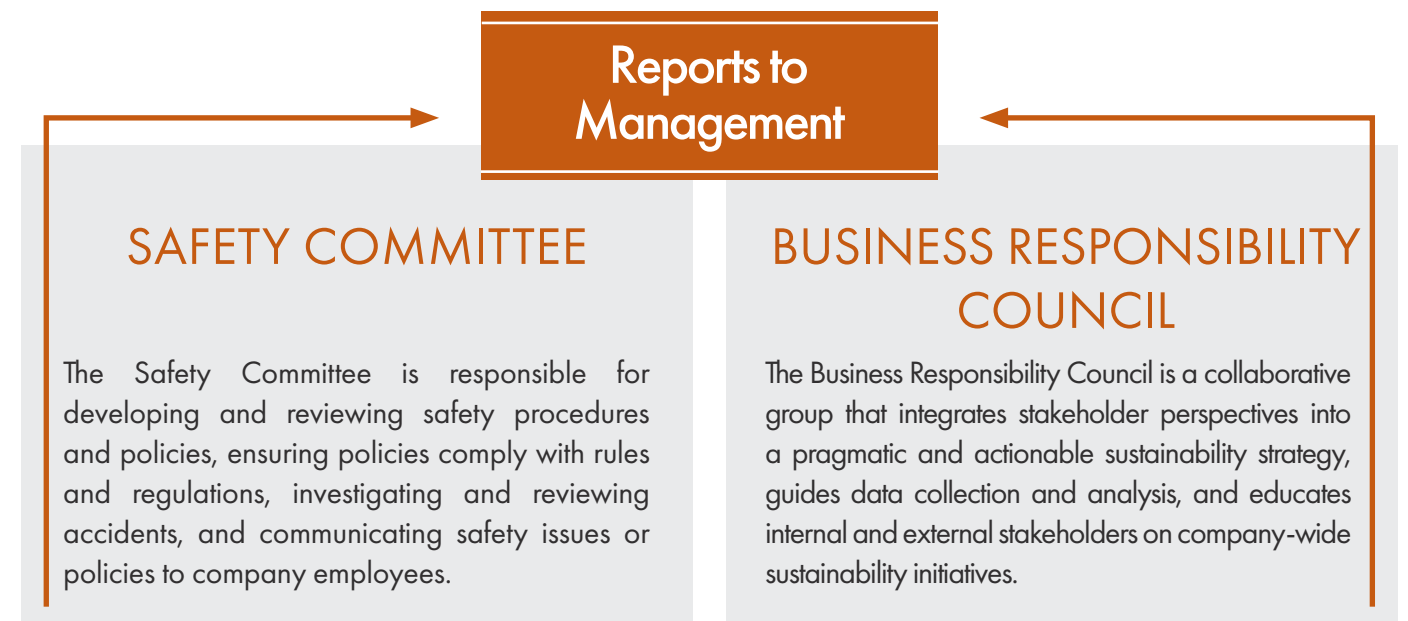 Reports to
Management
SAFETY COMMITTEE
The Safety Committee is responsible for
developing and reviewing safety procedures
and policies, ensuring policies comply with rules
and regulations, investigating and reviewing
accidents, and communicating safety issues or
policies to company employees.
BUSINESS RESPONSIBILITY
COUNCIL
The Business Responsibility Council is a collaborative
group that integrates stakeholder perspectives into
a pragmatic and actionable sustainability strategy,
guides data collection and analysis, and educates
internal and external stakeholders on company-wide
sustainability initiatives.